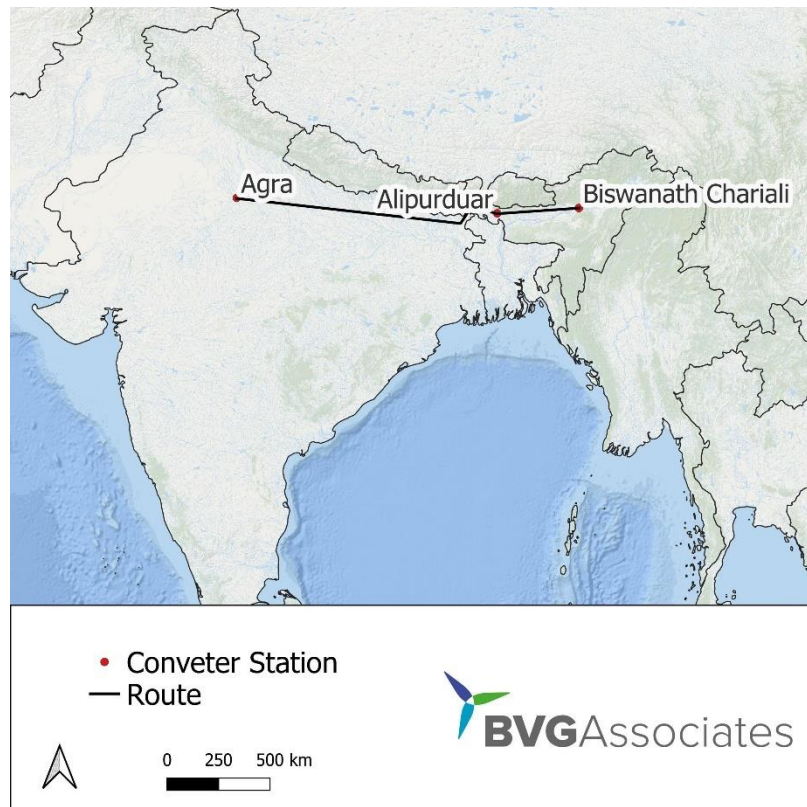 Agra
Alipurduar
Biswanath Chariali
Conveter Station
Route
BVGAssociates
0 250 500 km